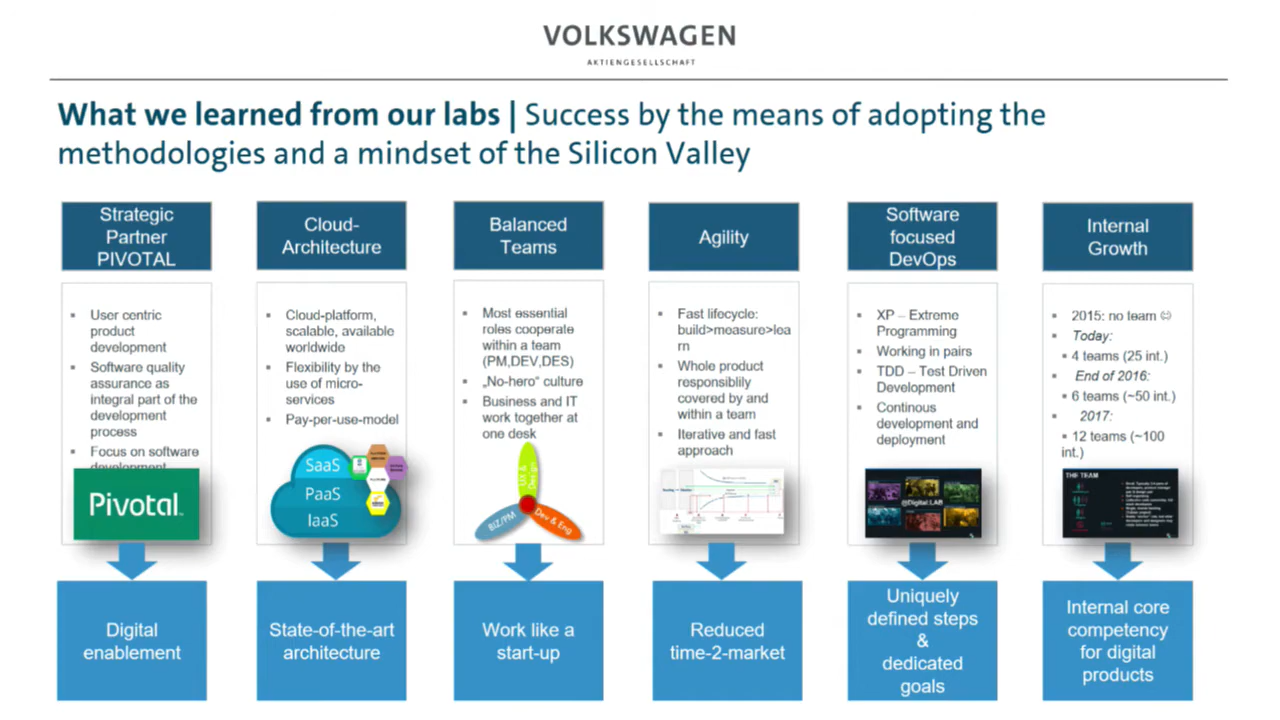 VOLKSWAGEN
AKTIENGESELLSCHAFT
What we learned from our labs | Success by the means of adopting the
methodologies and a mindset of the Silicon Valley
Strategic
Partner
PIVOTAL
▪ User centric
product
development
▪ Software quality
assurance as
integral part of the
development
process
▪ Focus on software
development
Pivotal
Digital
enablement
Cloud-
Architecture
▪ Cloud-platform,
scalable, available
worldwide
▪ Flexibility by the
use of micro-
services
▪ Pay-per-use-model
SaaS
PaaS
IaaS
State-of-the-art
architecture
Balanced
Teams
▪ Most essential
roles cooperate
within a team
(PM,DEV,DES)
▪ „No-hero“ culture
▪ Business and IT
work together at
one desk
UX &
Design
BIZ/PM
Dev & Eng
Work like a
start-up
Agility
▪ Fast lifecycle:
build>measure>lea
rn
▪ Whole product
responsiblily
covered by and
within a team
▪ Iterative and fast
approach
Reduced
time-2-market
Software
focused
DevOps
▪ XP – Extreme
Programming
▪ Working in pairs
▪ TDD – Test Driven
Development
▪ Continous
development and
deployment
Digital:LAB
Uniquely
defined steps
&
dedicated
goals
Internal
Growth
▪ 2015: no team ☺
▪ Today:
▪ 4 teams (25 int.)
▪ End of 2016:
▪ 6 teams (~50 int.)
▪ 2017:
▪ 12 teams (~100
int.)
THE TEAM
Internal core
competency
for digital
products